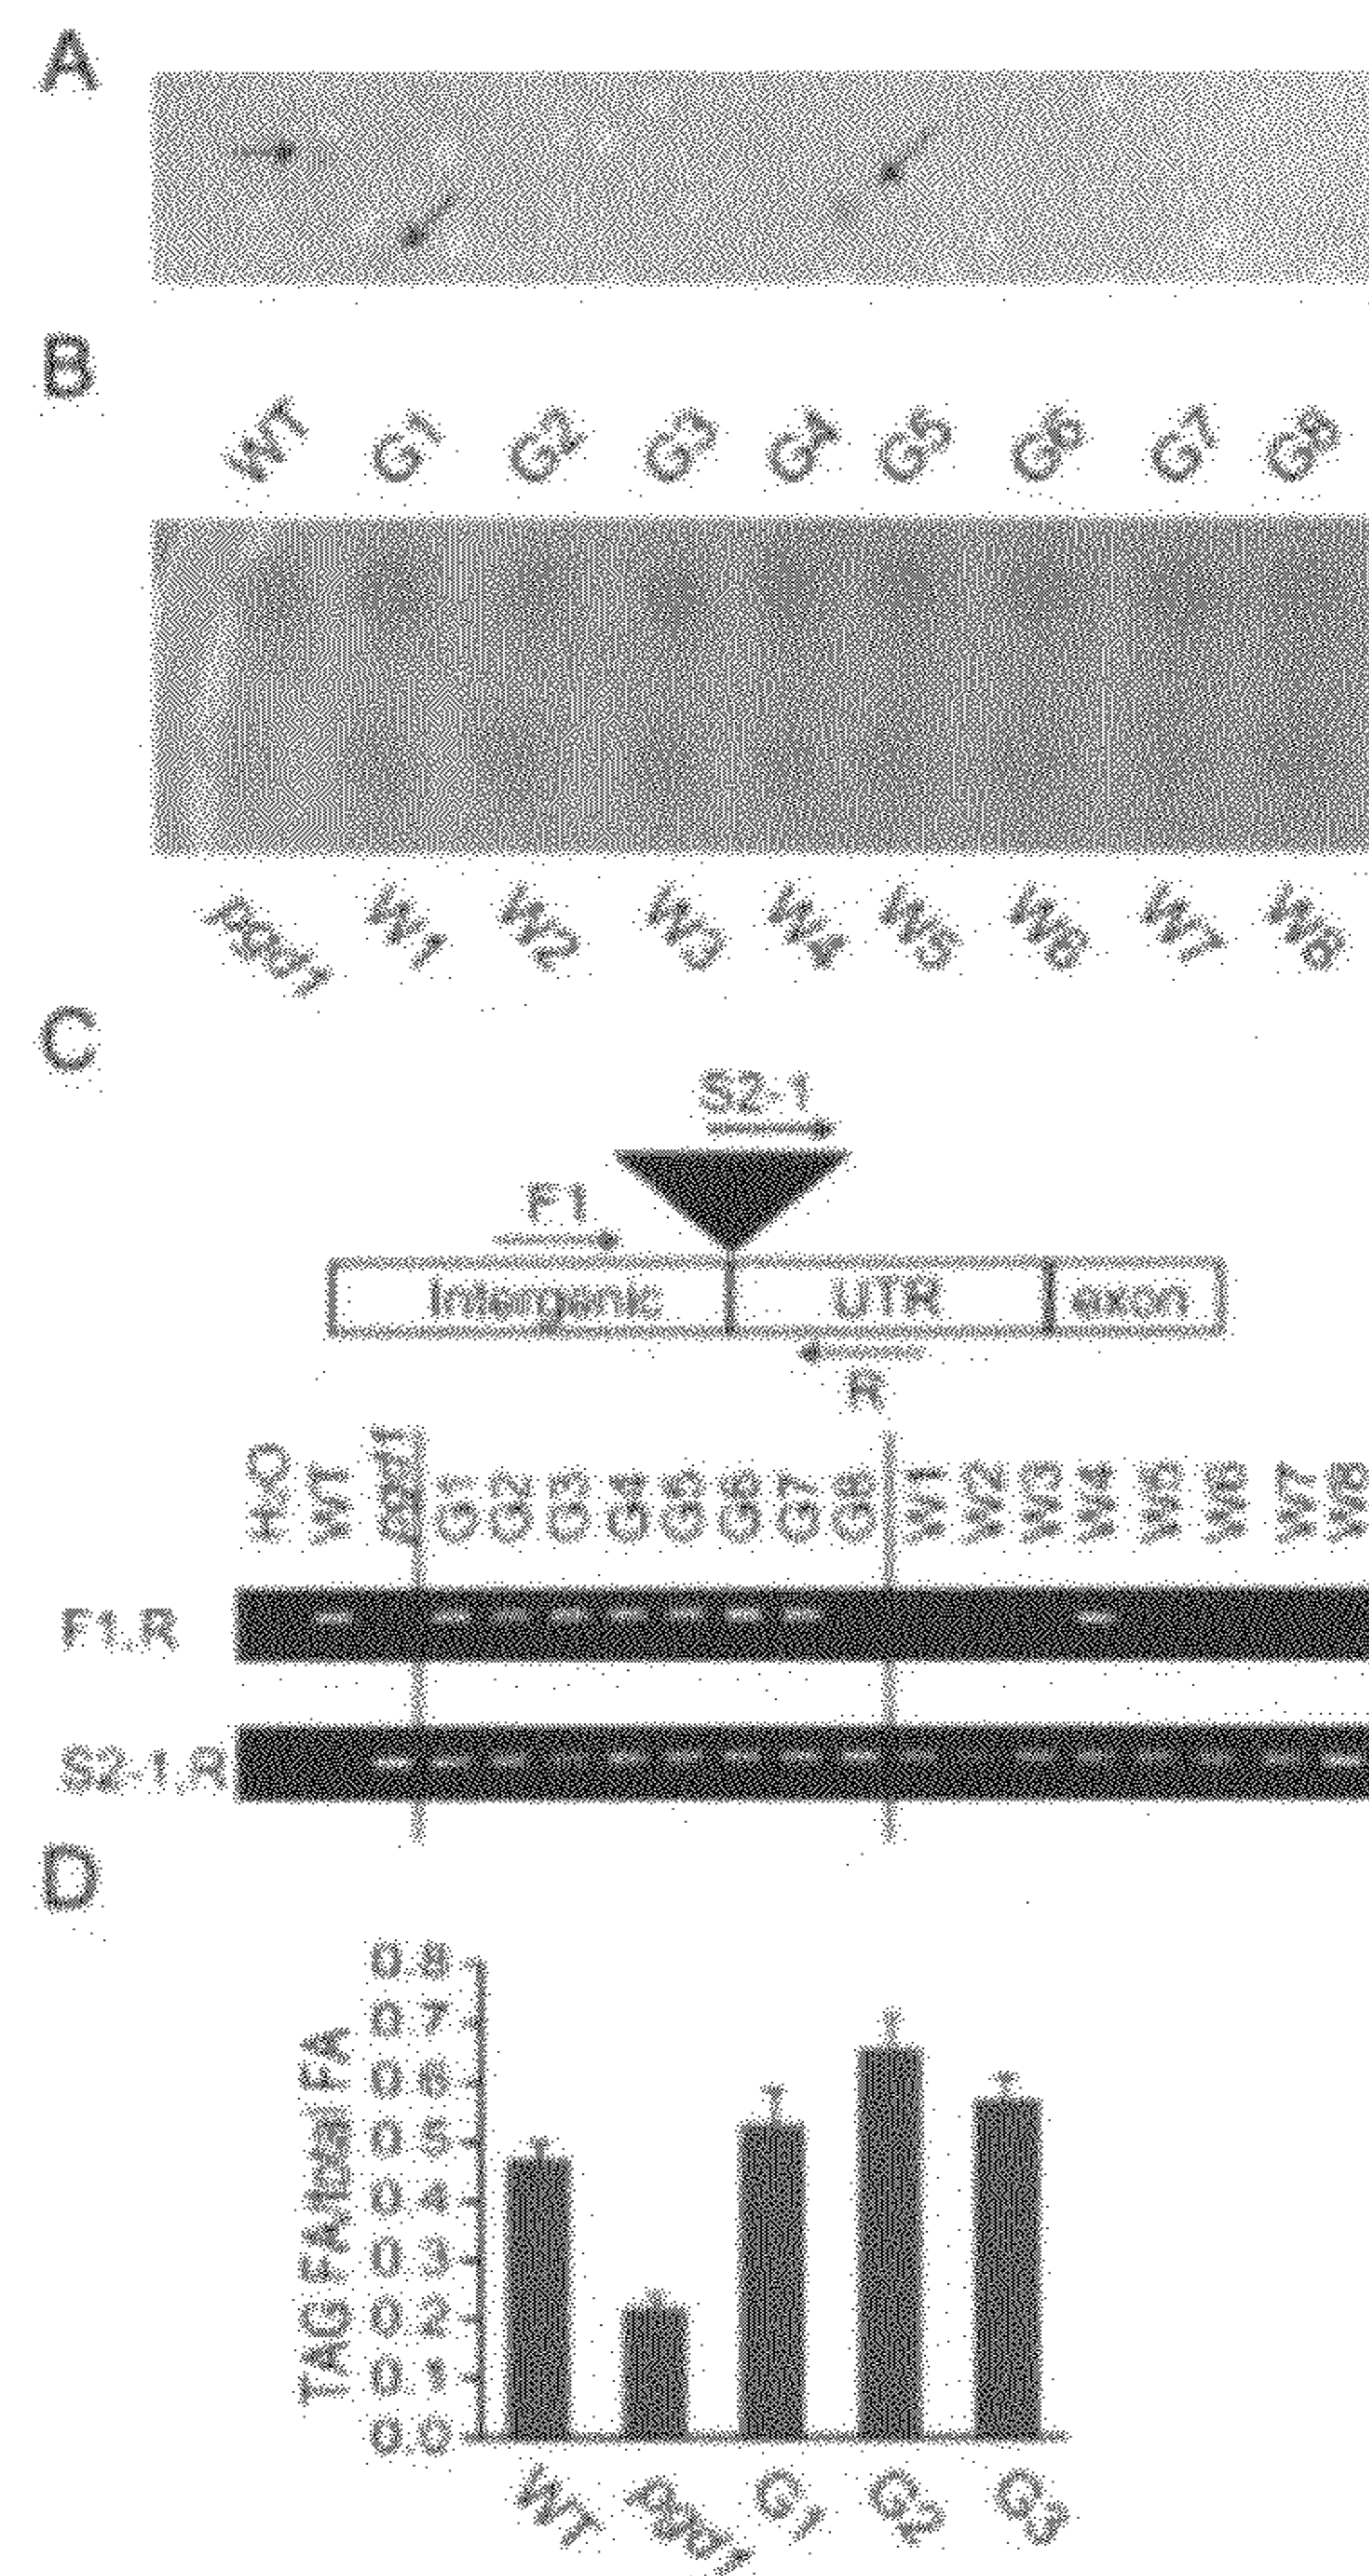 A
B
WT G1 G2 G3 G4 G5 G6 G7 G8
pgd1 W1 W2 W3 W4 W5 W6 W7 W8
C
S2-1
F1
Intergenic UTR exon
R
H2O WT pgd1 G1 G2 G3 G4 G5 G6 G7 G8 W1 W2 W3 W4 W5 W6 W7 W8
F1.R
S2-1.R
D
TAG FA/total FA
0.8
0.7
0.6
0.5
0.4
0.3
0.2
0.1
0.0
WT pgd1 G1 G2 G3